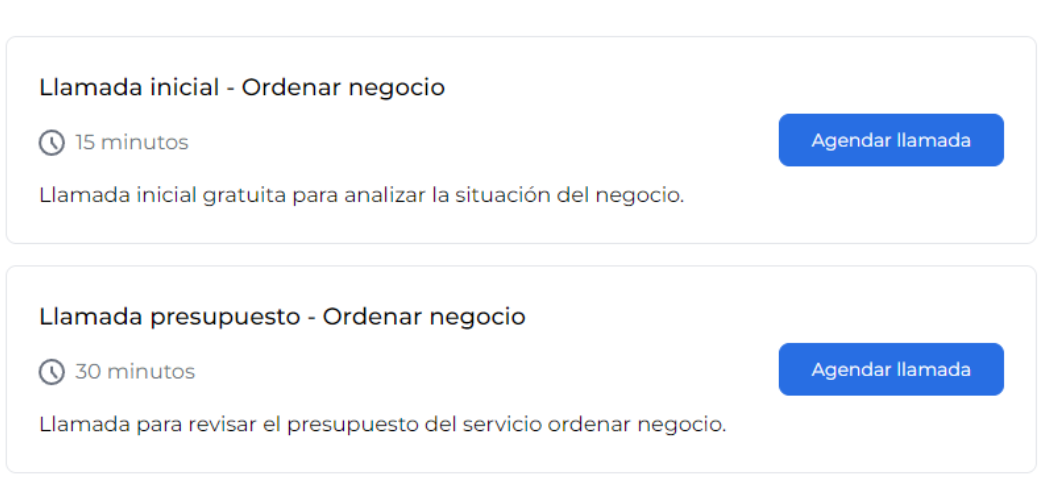 Llamada inicial - Ordenar negocio
15 minutos
Agendar llamada
Llamada inicial gratuita para analizar la situación del negocio.
Llamada presupuesto - Ordenar negocio
30 minutos
Agendar llamada
Llamada para revisar el presupuesto del servicio ordenar negocio.